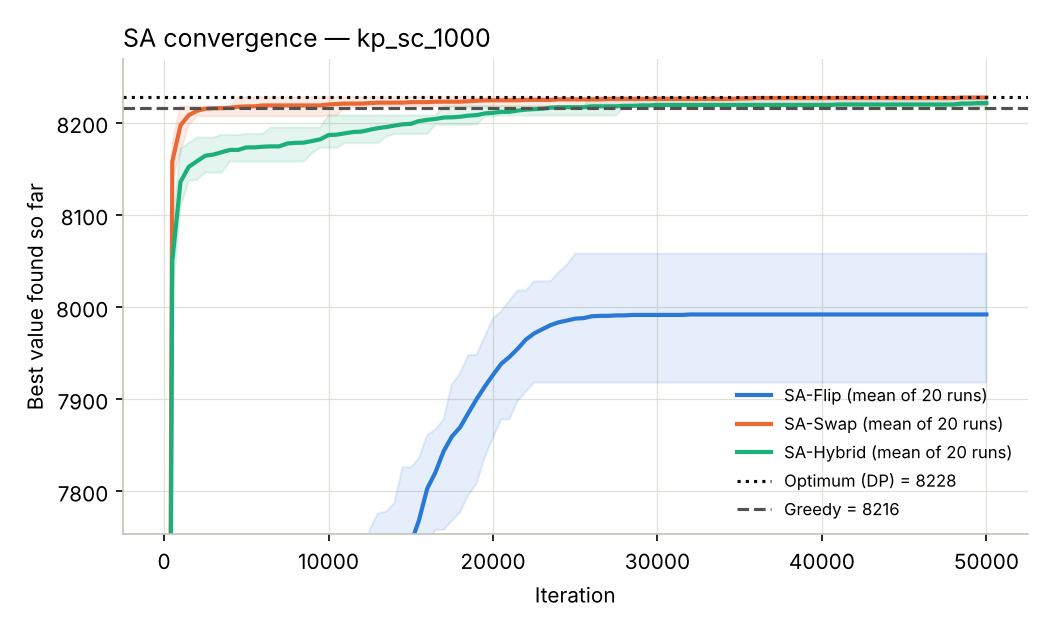 SA convergence — kp_sc_1000
Best value found so far
8200
8100
8000
7900
7800
0 10000 20000 30000 40000 50000
Iteration
SA-Flip (mean of 20 runs)
SA-Swap (mean of 20 runs)
SA-Hybrid (mean of 20 runs)
Optimum (DP) = 8228
Greedy = 8216